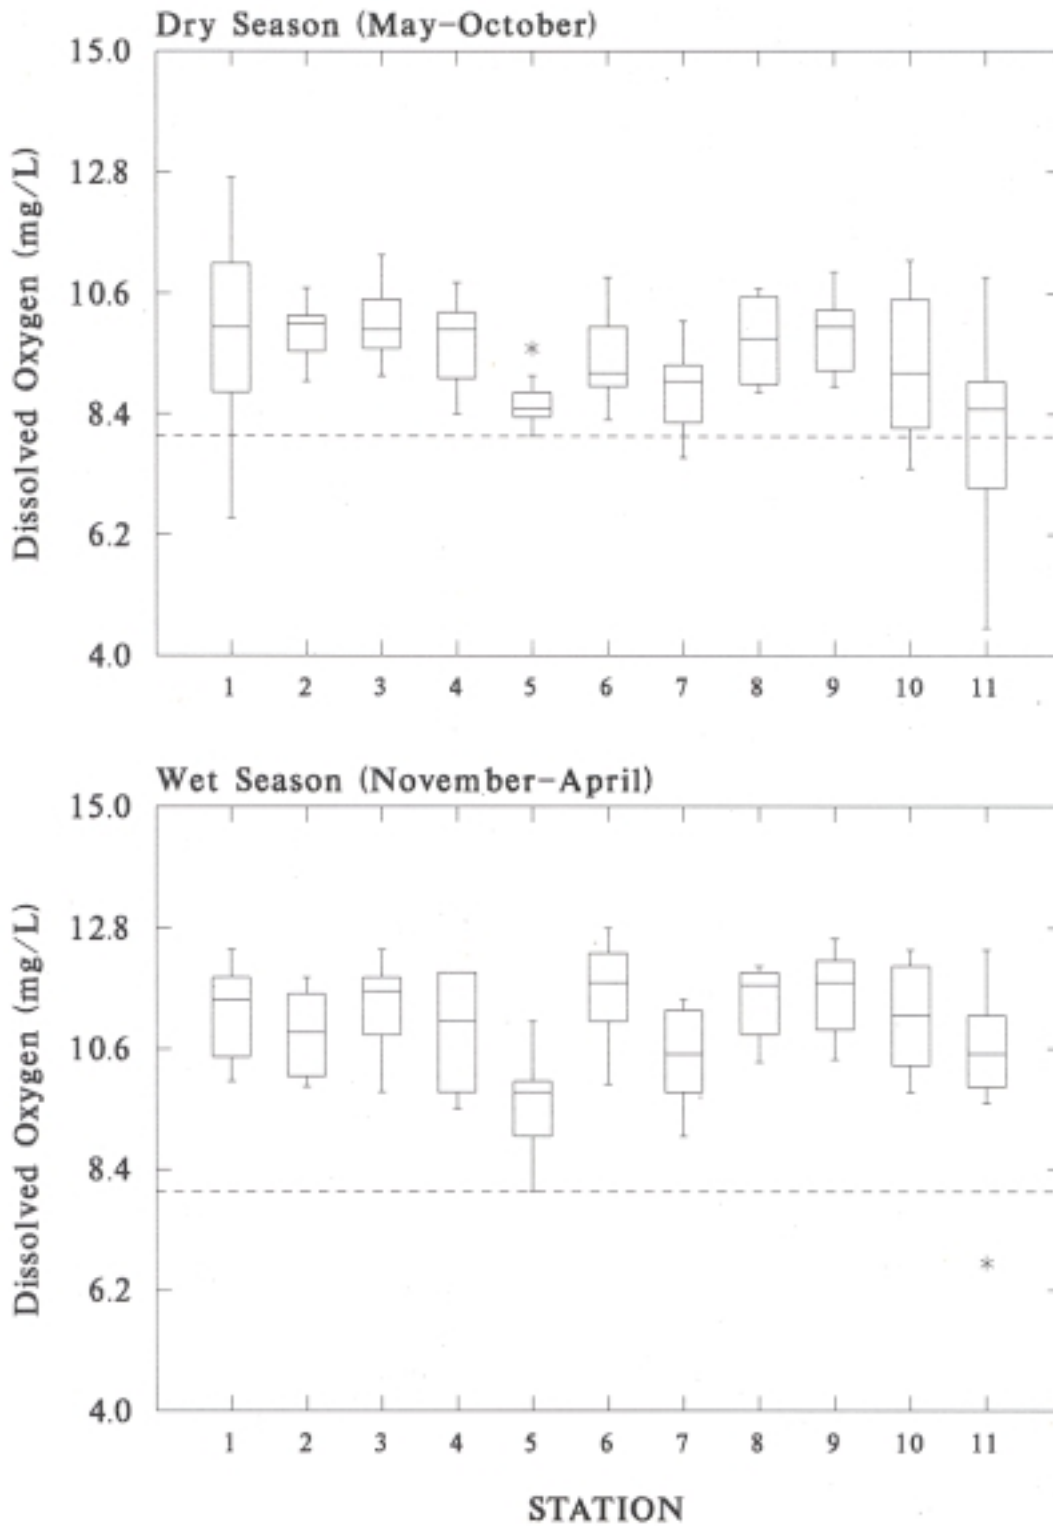 Dry Season (May-October)
Dissolved Oxygen (mg/L)
15.0
12.8
10.6
8.4
6.2
4.0
1 2 3 4 5 6 7 8 9 10 11
Wet Season (November-April)
Dissolved Oxygen (mg/L)
15.0
12.8
10.6
8.4
6.2
4.0
1 2 3 4 5 6 7 8 9 10 11
STATION